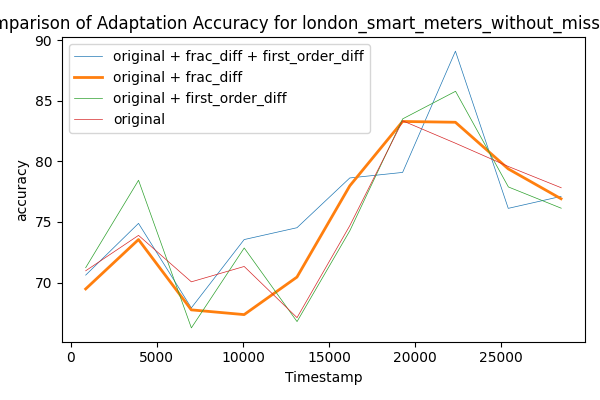 mparison of Adaptation Accuracy for london_smart_meters_without_miss
original + frac_diff + first_order_diff
original + frac_diff
original + first_order_diff
original
90
85
80
75
70
accuracy
0 5000 10000 15000 20000 25000
Timestamp